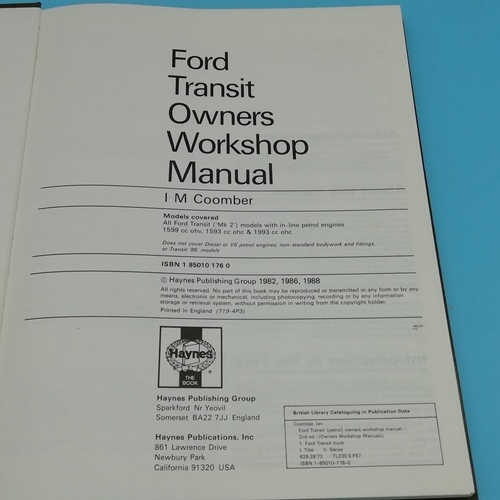 Ford
Transit
Owners
Workshop
Manual
I M Coomber
Models covered
All Ford Transit ('Mk 2') models with in-line petrol engines
1599 cc ohv, 1593 cc ohc & 1993 cc ohc
Does not cover Diesel or V6 petrol engines, non-standard bodywork and fittings,
or Transit '86 models
ISBN 1 85010 176 0
© Haynes Publishing Group 1982, 1986, 1988
All rights reserved. No part of this book may be reproduced or transmitted in any form or by any
means, electronic or mechanical, including photocopying, recording or by any information
storage or retrieval system, without permission in writing from the copyright holder.
Printed in England (719-4P3)
Haynes
®
THE
BOOK
Haynes Publishing Group
Sparkford Nr Yeovil
Somerset BA22 7JJ England
Haynes Publications, Inc
861 Lawrence Drive
Newbury Park
California 91320 USA
British Library Cataloguing in Publication Data
Coomber, Ian
Ford Transit (petrol) owners workshop manual.–
2nd ed.–(Owners Workshop Manuals)
1. Ford Transit truck
I. Title II. Series
629.28'73 TL230.5.F57
ISBN 1-85010-176-0